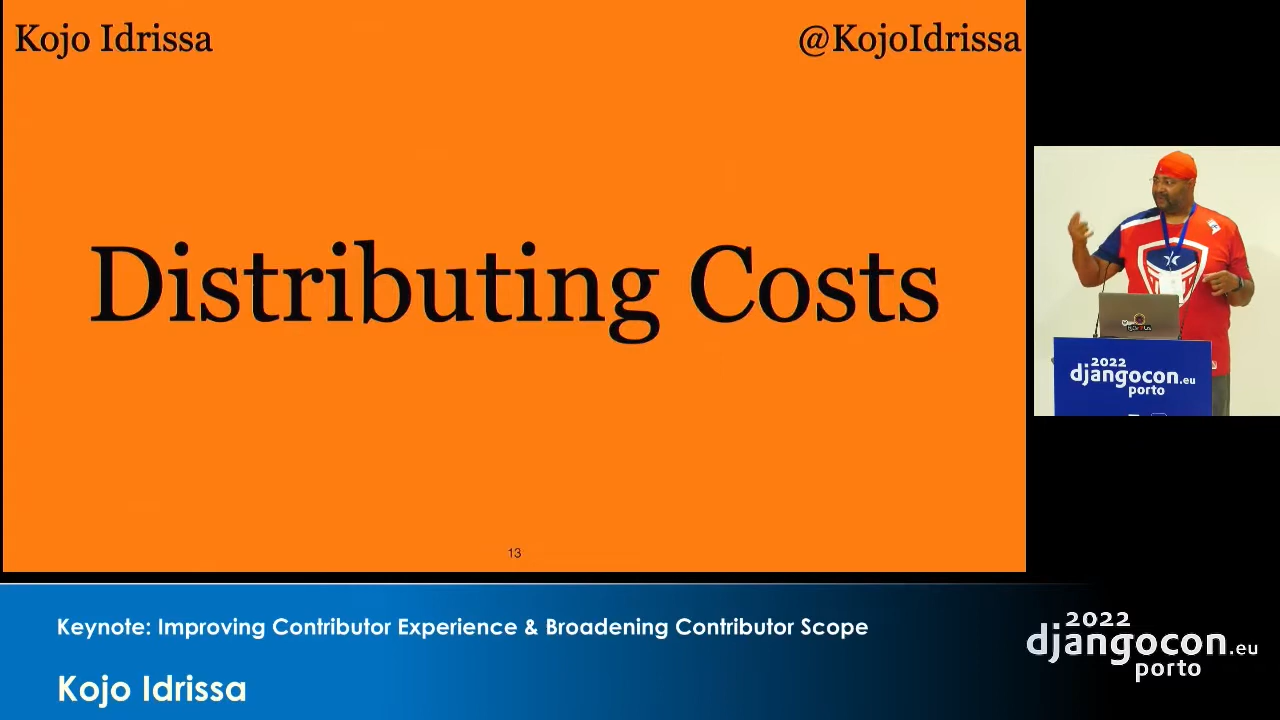 Kojo Idrissa
@KojoIdrissa
Distributing Costs
13
2022
djangocon.eu
porto
Keynote: Improving Contributor Experience & Broadening Contributor Scope
Kojo Idrissa
2022
djangocon.eu
porto